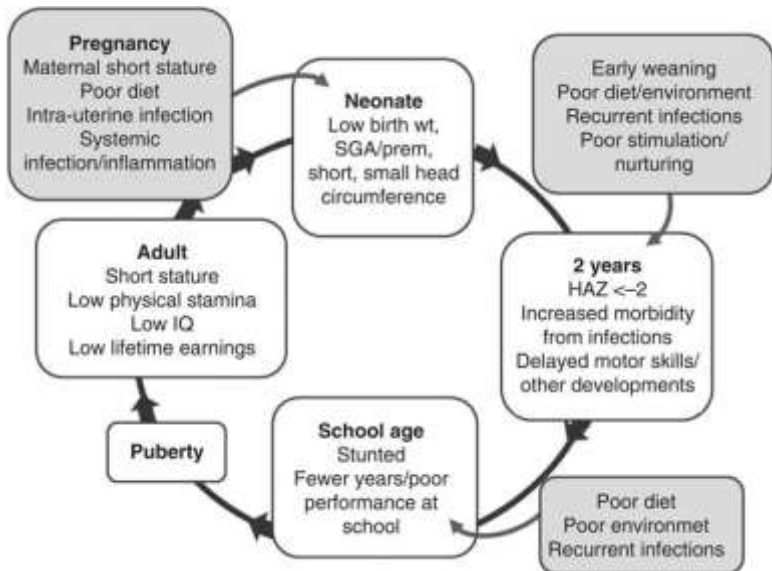 Pregnancy
Maternal short stature
Poor diet
Intra-uterine infection
Systemic
infection/inflammation
Neonate
Low birth wt,
SGA/prem,
short, small head
circumference
Early weaning
Poor diet/environment
Recurrent infections
Poor stimulation/
nurturing
Adult
Short stature
Low physical stamina
Low IQ
Low lifetime earnings
2 years
HAZ <–2
Increased morbidity
from infections
Delayed motor skills/
other developments
Puberty
School age
Stunted
Fewer years/poor
performance at
school
Poor diet
Poor environmet
Recurrent infections